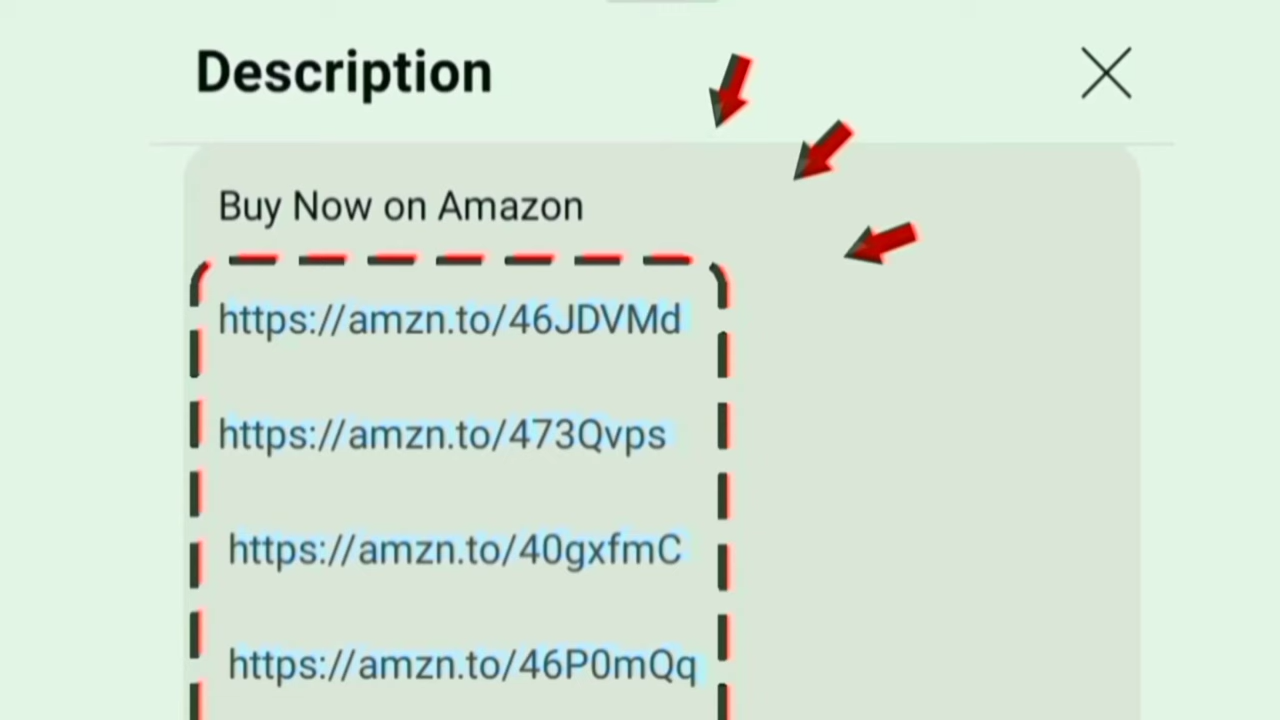 Description
Buy Now on Amazon
https://amzn.to/46JDVMd
https://amzn.to/473Qvps
https://amzn.to/40gxfmC
https://amzn.to/46P0mQq